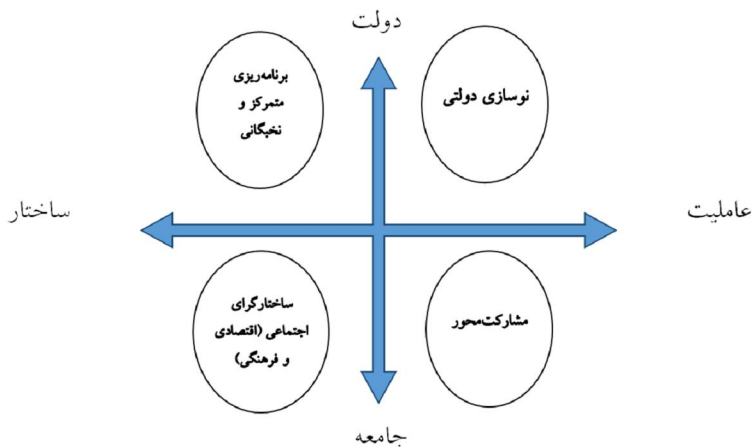 دولت
نوسازی دولتی
برنامه‌ریزی
متمرکز و
نخبگانی
عاملیت
ساختار
مشارکت‌محور
ساختارگرای
اجتماعی (اقتصادی
و فرهنگی)
جامعه